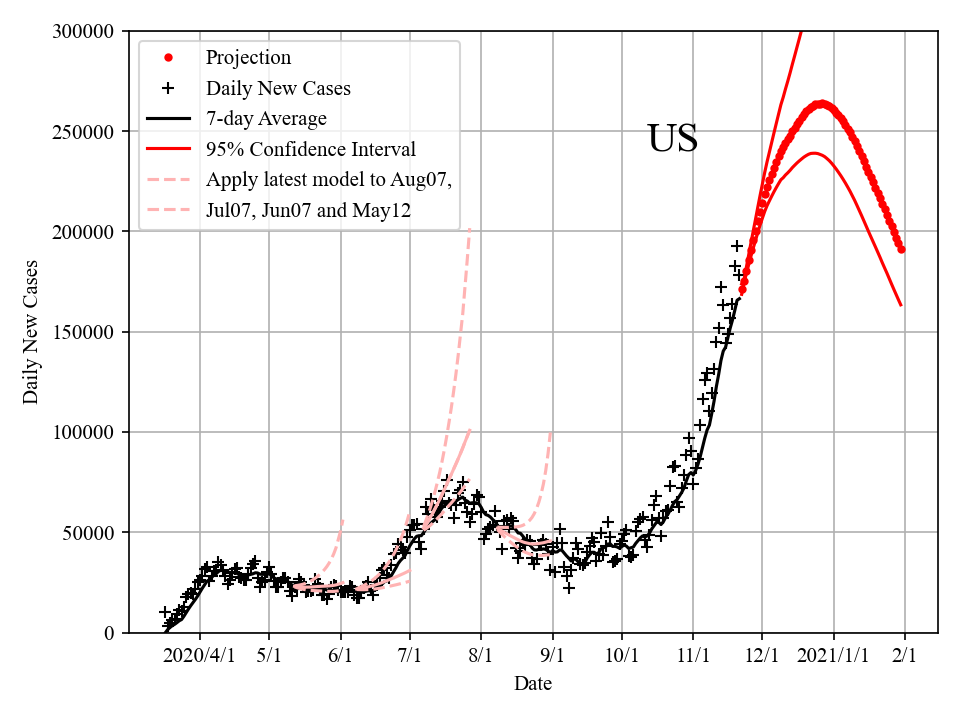 300000
250000
200000
150000
100000
50000
0
Daily New Cases
Projection
Daily New Cases
7-day Average
95% Confidence Interval
Apply latest model to Aug07,
Jul07, Jun07 and May12
US
2020/4/1 5/1 6/1 7/1 8/1 9/1 10/1 11/1 12/1 2021/1/1 2/1
Date